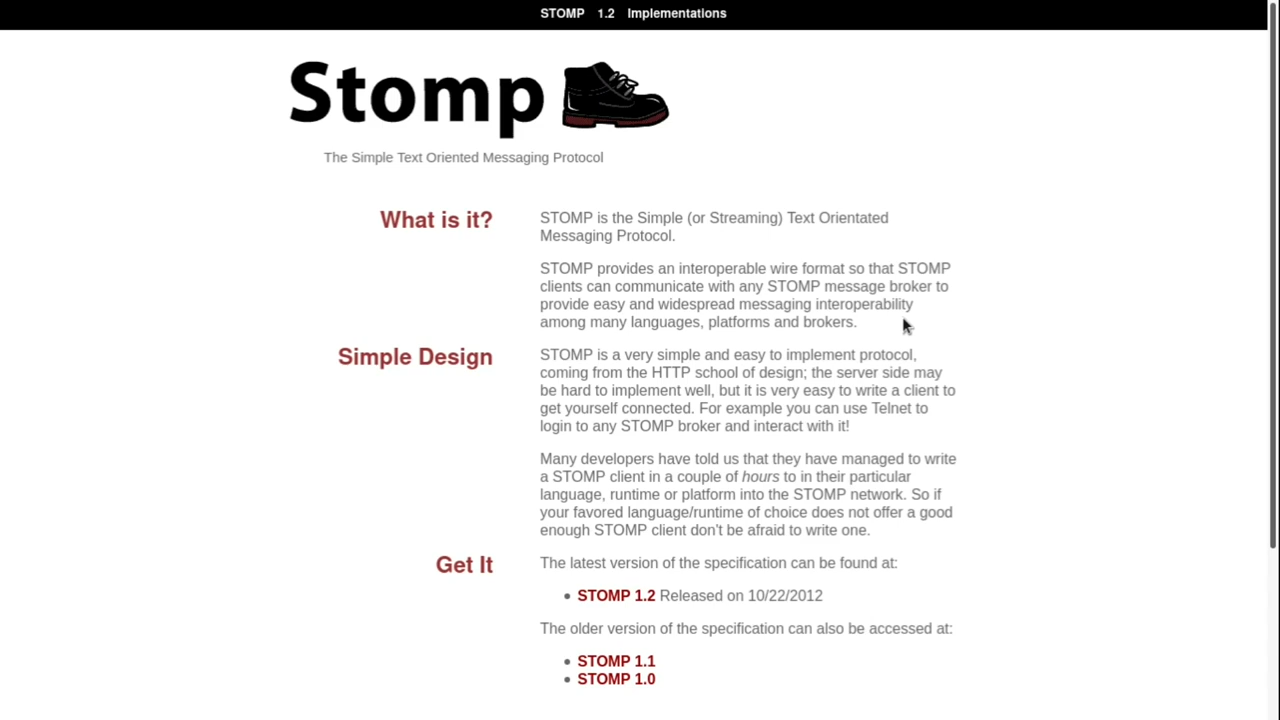 STOMP 1.2 Implementations
Stomp
The Simple Text Oriented Messaging Protocol
What is it?
STOMP is the Simple (or Streaming) Text Orientated
Messaging Protocol.
STOMP provides an interoperable wire format so that STOMP
clients can communicate with any STOMP message broker to
provide easy and widespread messaging interoperability
among many languages, platforms and brokers.
Simple Design
STOMP is a very simple and easy to implement protocol,
coming from the HTTP school of design; the server side may
be hard to implement well, but it is very easy to write a client to
get yourself connected. For example you can use Telnet to
login to any STOMP broker and interact with it!
Many developers have told us that they have managed to write
a STOMP client in a couple of hours to in their particular
language, runtime or platform into the STOMP network. So if
your favored language/runtime of choice does not offer a good
enough STOMP client don't be afraid to write one.
Get It
The latest version of the specification can be found at:
• STOMP 1.2 Released on 10/22/2012
The older version of the specification can also be accessed at:
• STOMP 1.1
• STOMP 1.0